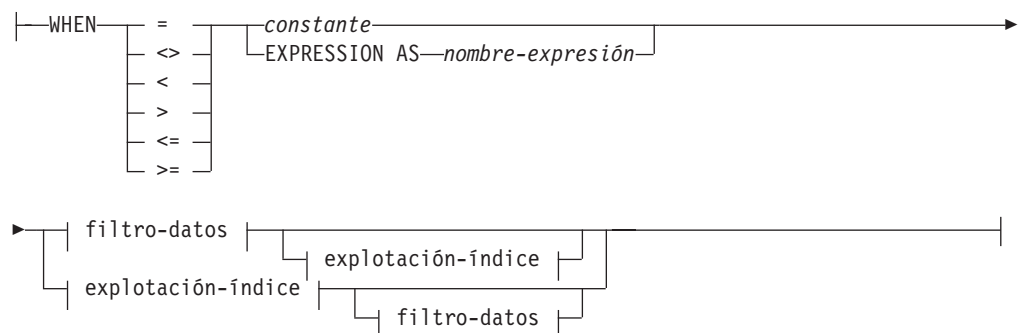 WHEN = constante
<> EXPRESSION AS nombre-expresión
<
>
<=
>=
filtro-datos
explotación-índice
explotación-índice
filtro-datos